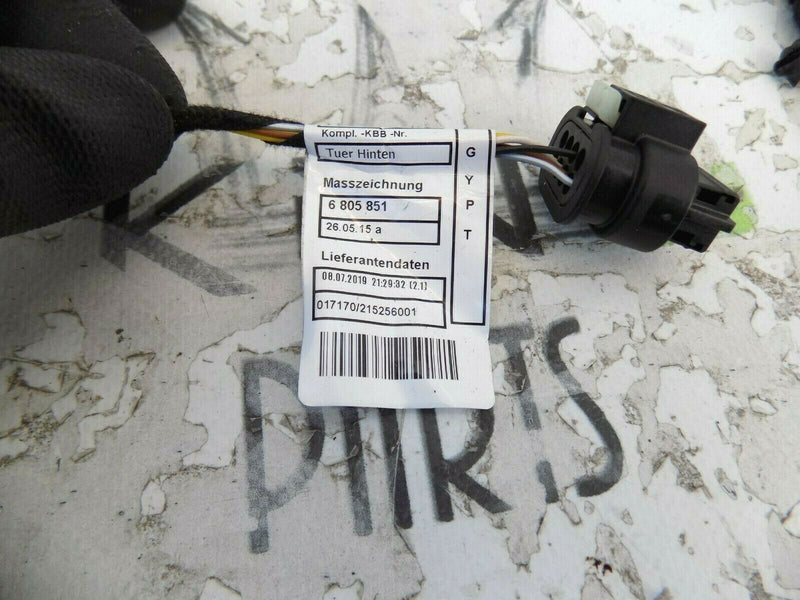 Kompl. -KBB -Nr.
Tuer Hinten
Masszeichnung
6 805 851
26.05.15 a
Lieferantendaten
08.07.2019 21:29:32 [2.1]
017170/215256001
G
Y
P
T
PARTS